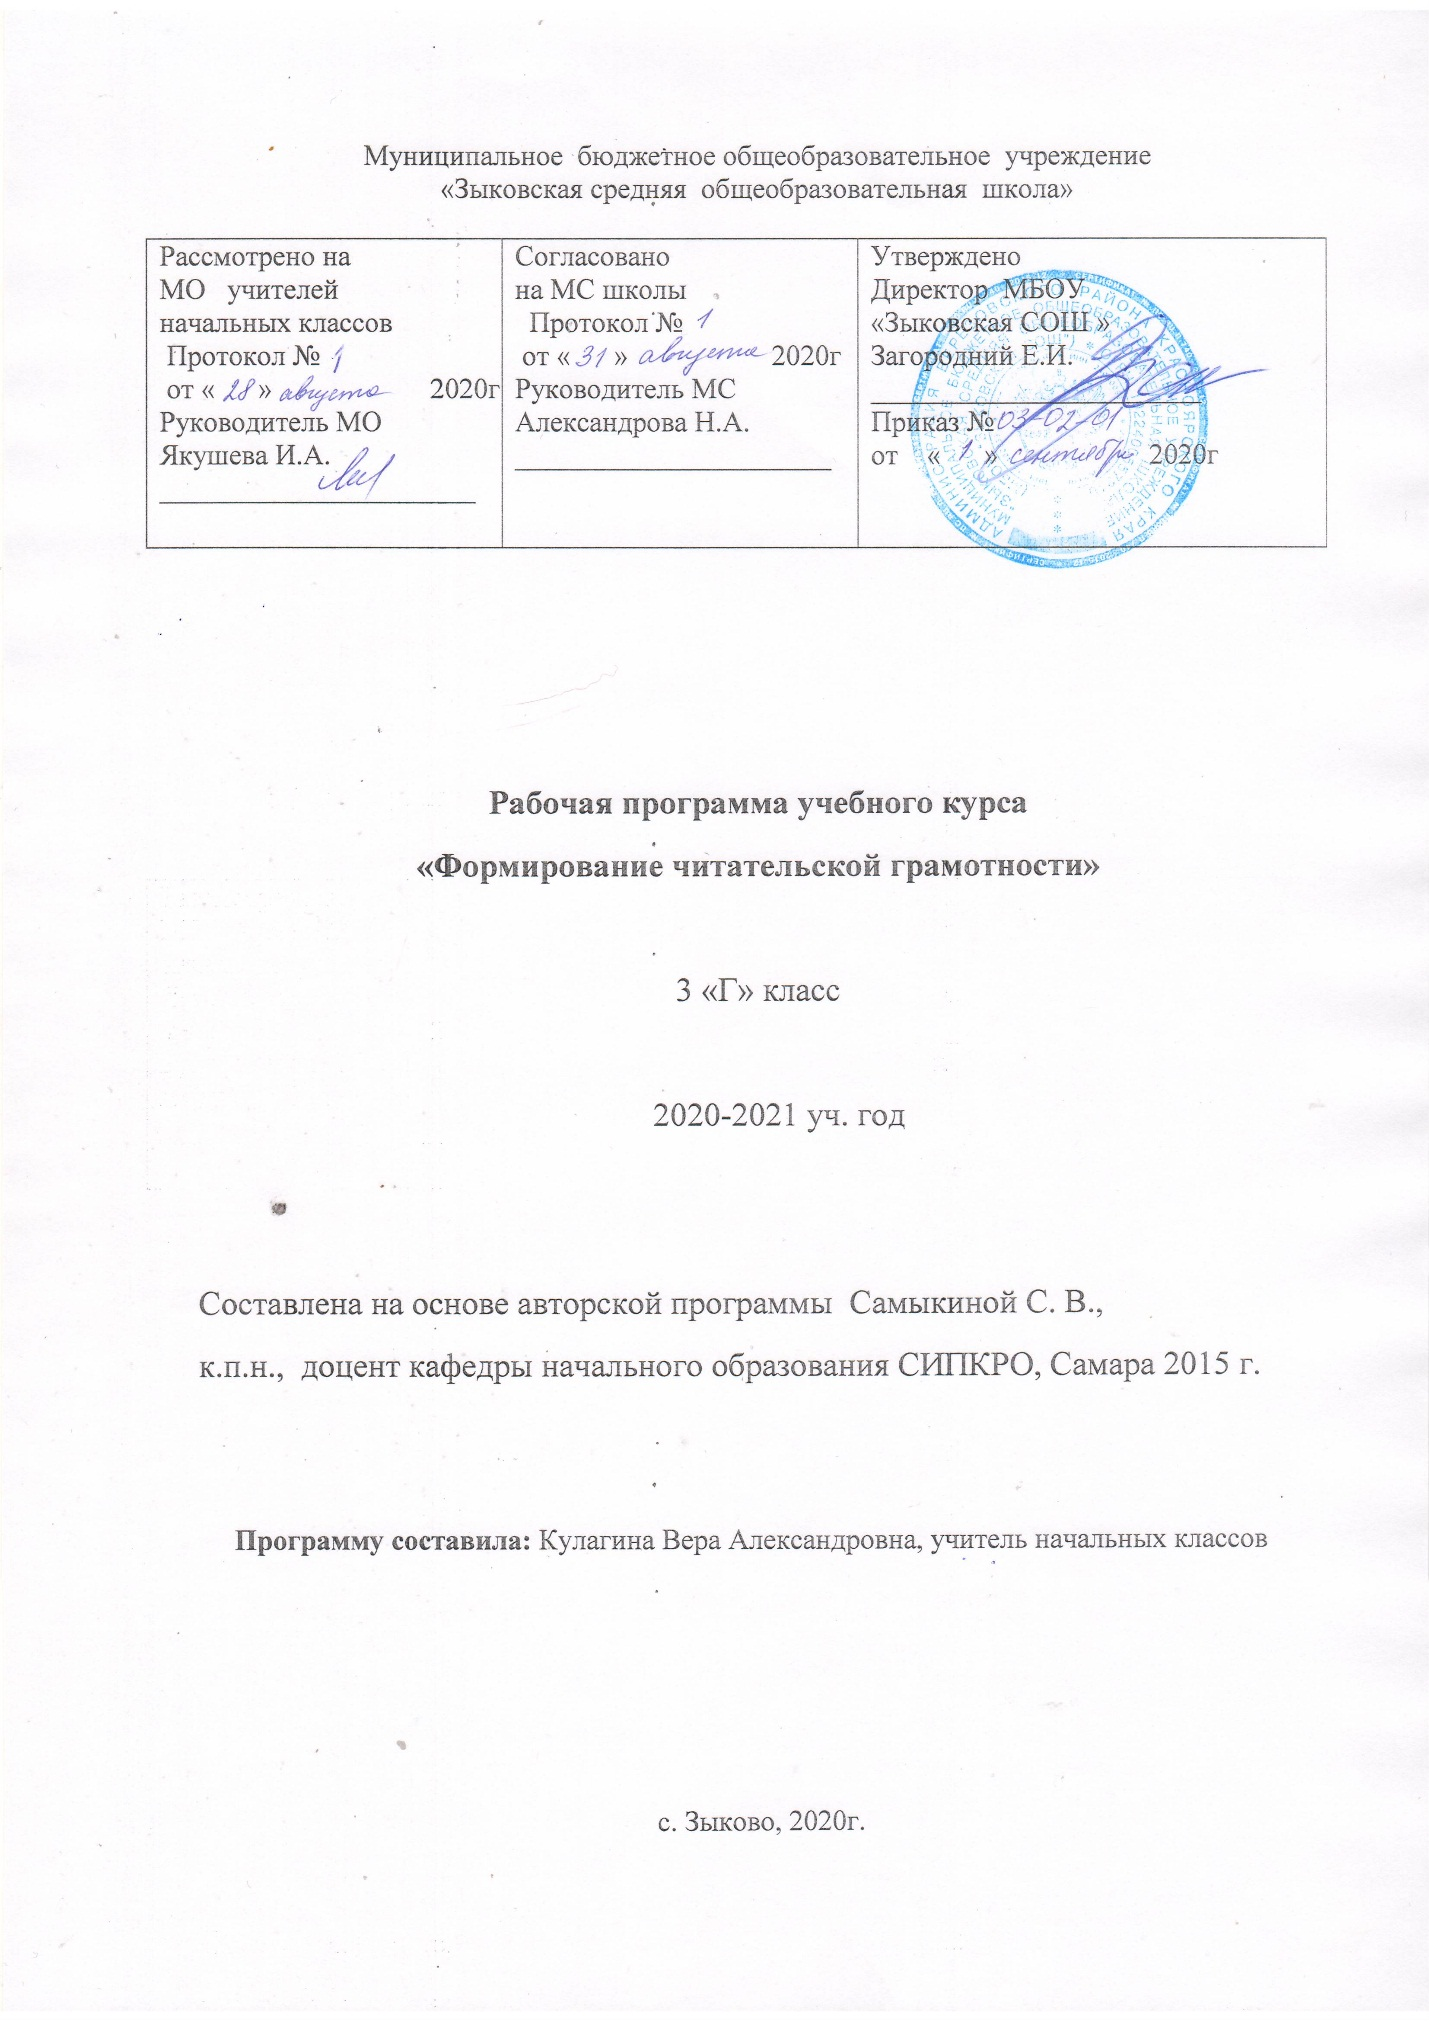 Муниципальное бюджетное общеобразовательное учреждение
«Зыковская средняя общеобразовательная школа»
Рассмотрено на
МО учителей
начальных классов
Протокол № 1
от « 28 » августа 2020г
Руководитель МО
Якушева И.А.
Согласовано
на МС школы
Протокол № 1
от « 31 » августа 2020г
Руководитель МС
Александрова Н.А.
Утверждено
Директор МБОУ
«Зыковская СОШ »
Загородний Е.И.
Приказ № 03-02-01
от « 1 » сентября 2020г
Рабочая программа учебного курса
«Формирование читательской грамотности»
3 «Г» класс
2020-2021 уч. год
Составлена на основе авторской программы Самыкиной С. В.,
к.п.н., доцент кафедры начального образования СИПКРО, Самара 2015 г.
Программу составила: Кулагина Вера Александровна, учитель начальных классов
с. Зыково, 2020г.